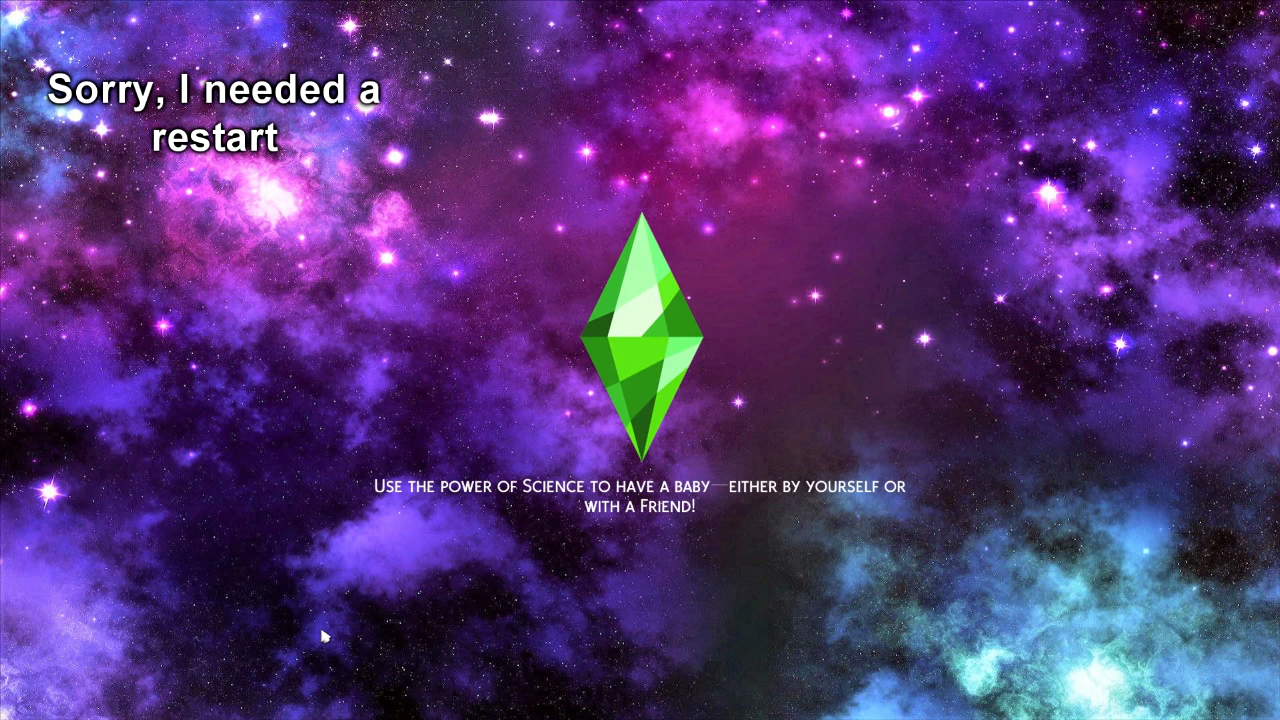 Sorry, I needed a
restart
Use the power of Science to have a baby—either by yourself or
with a Friend!